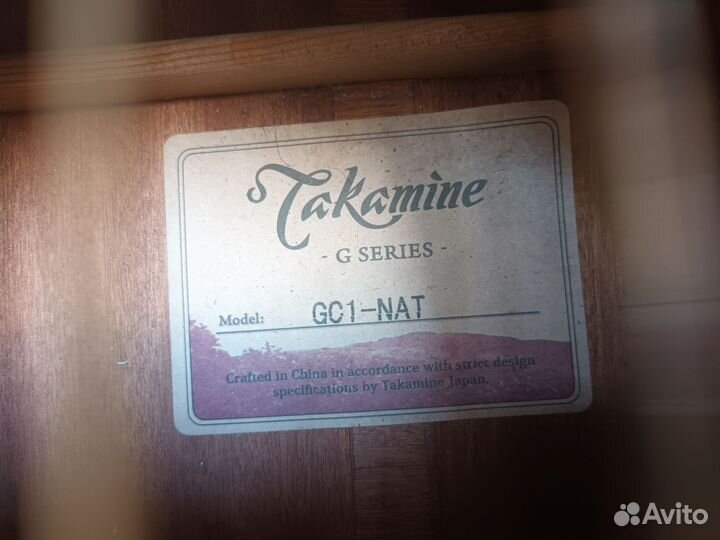 Takamine
- G SERIES -
Model: GC1-NAT
Crafted in China in accordance with strict design
specifications by Takamine Japan.
Avito